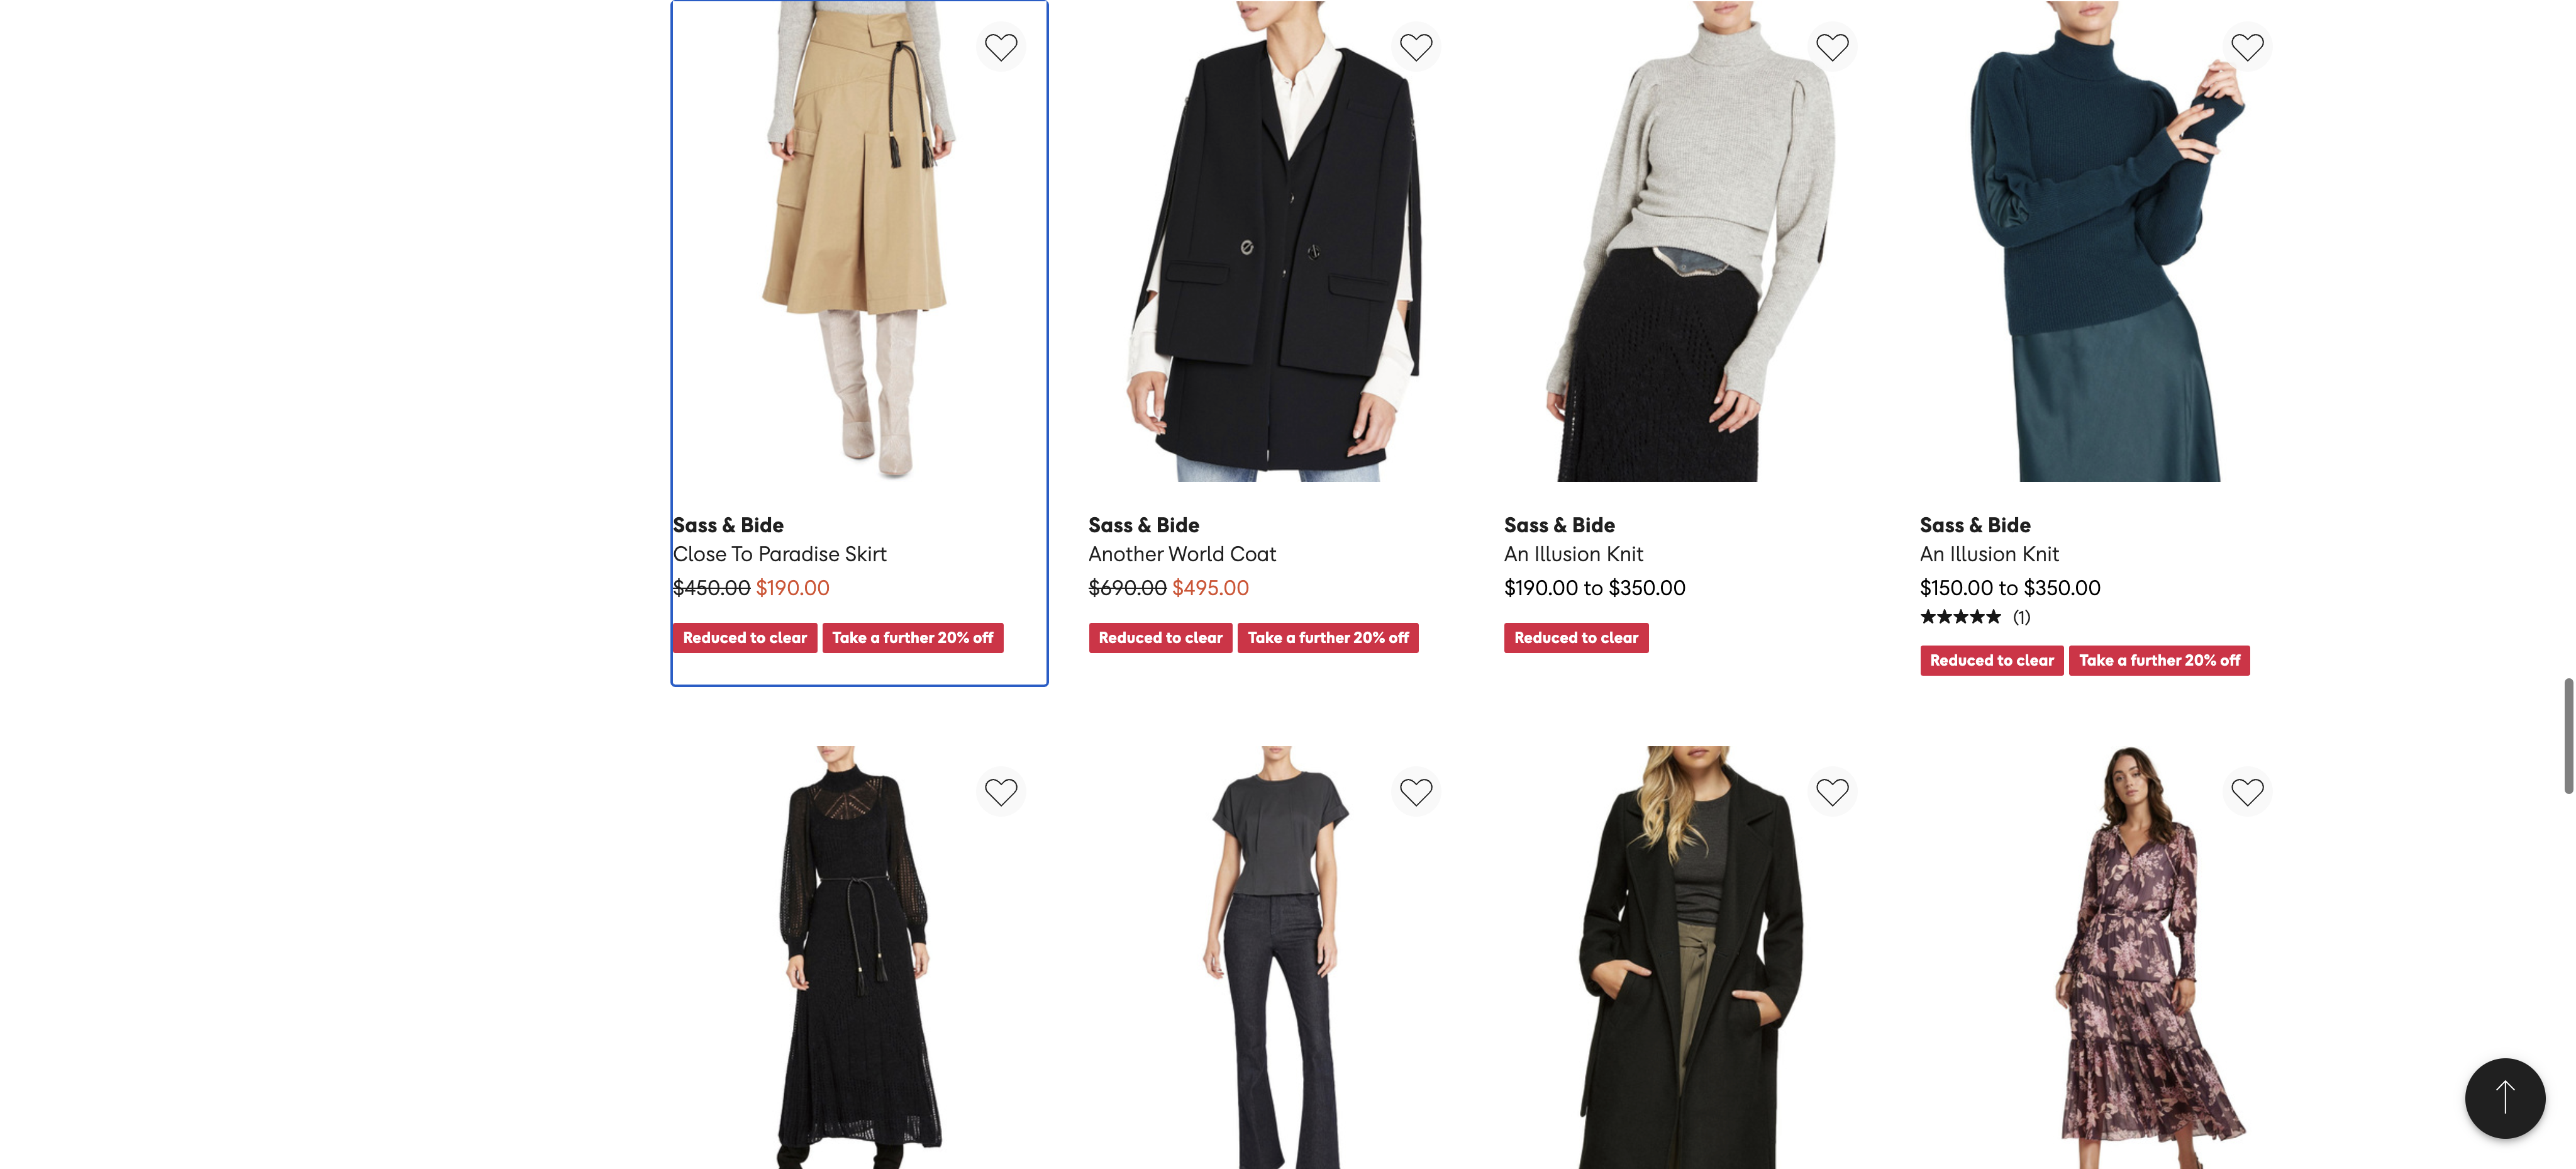 Sass & Bide
Close To Paradise Skirt
$450.00 $190.00
Reduced to clear
Take a further 20% off
Sass & Bide
Another World Coat
$690.00 $495.00
Reduced to clear
Take a further 20% off
Sass & Bide
An Illusion Knit
$190.00 to $350.00
Reduced to clear
Sass & Bide
An Illusion Knit
$150.00 to $350.00
★★★★★ (1)
Reduced to clear
Take a further 20% off